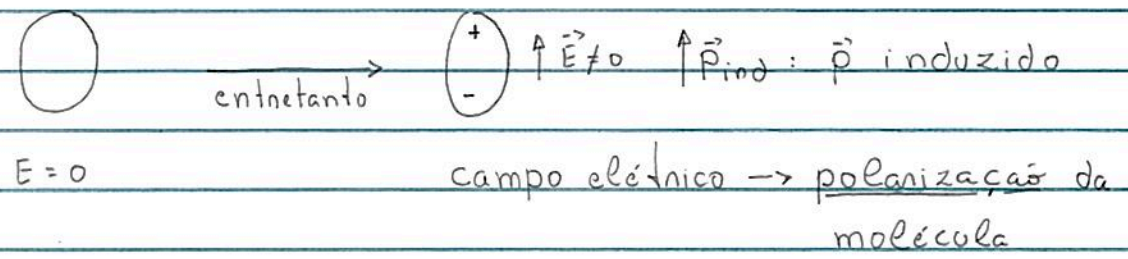 +
-
↑ E⃗≠0 ↑ p⃗ind : p⃗ induzido
entretanto
E = 0
campo elétrico → polarização da
molécula